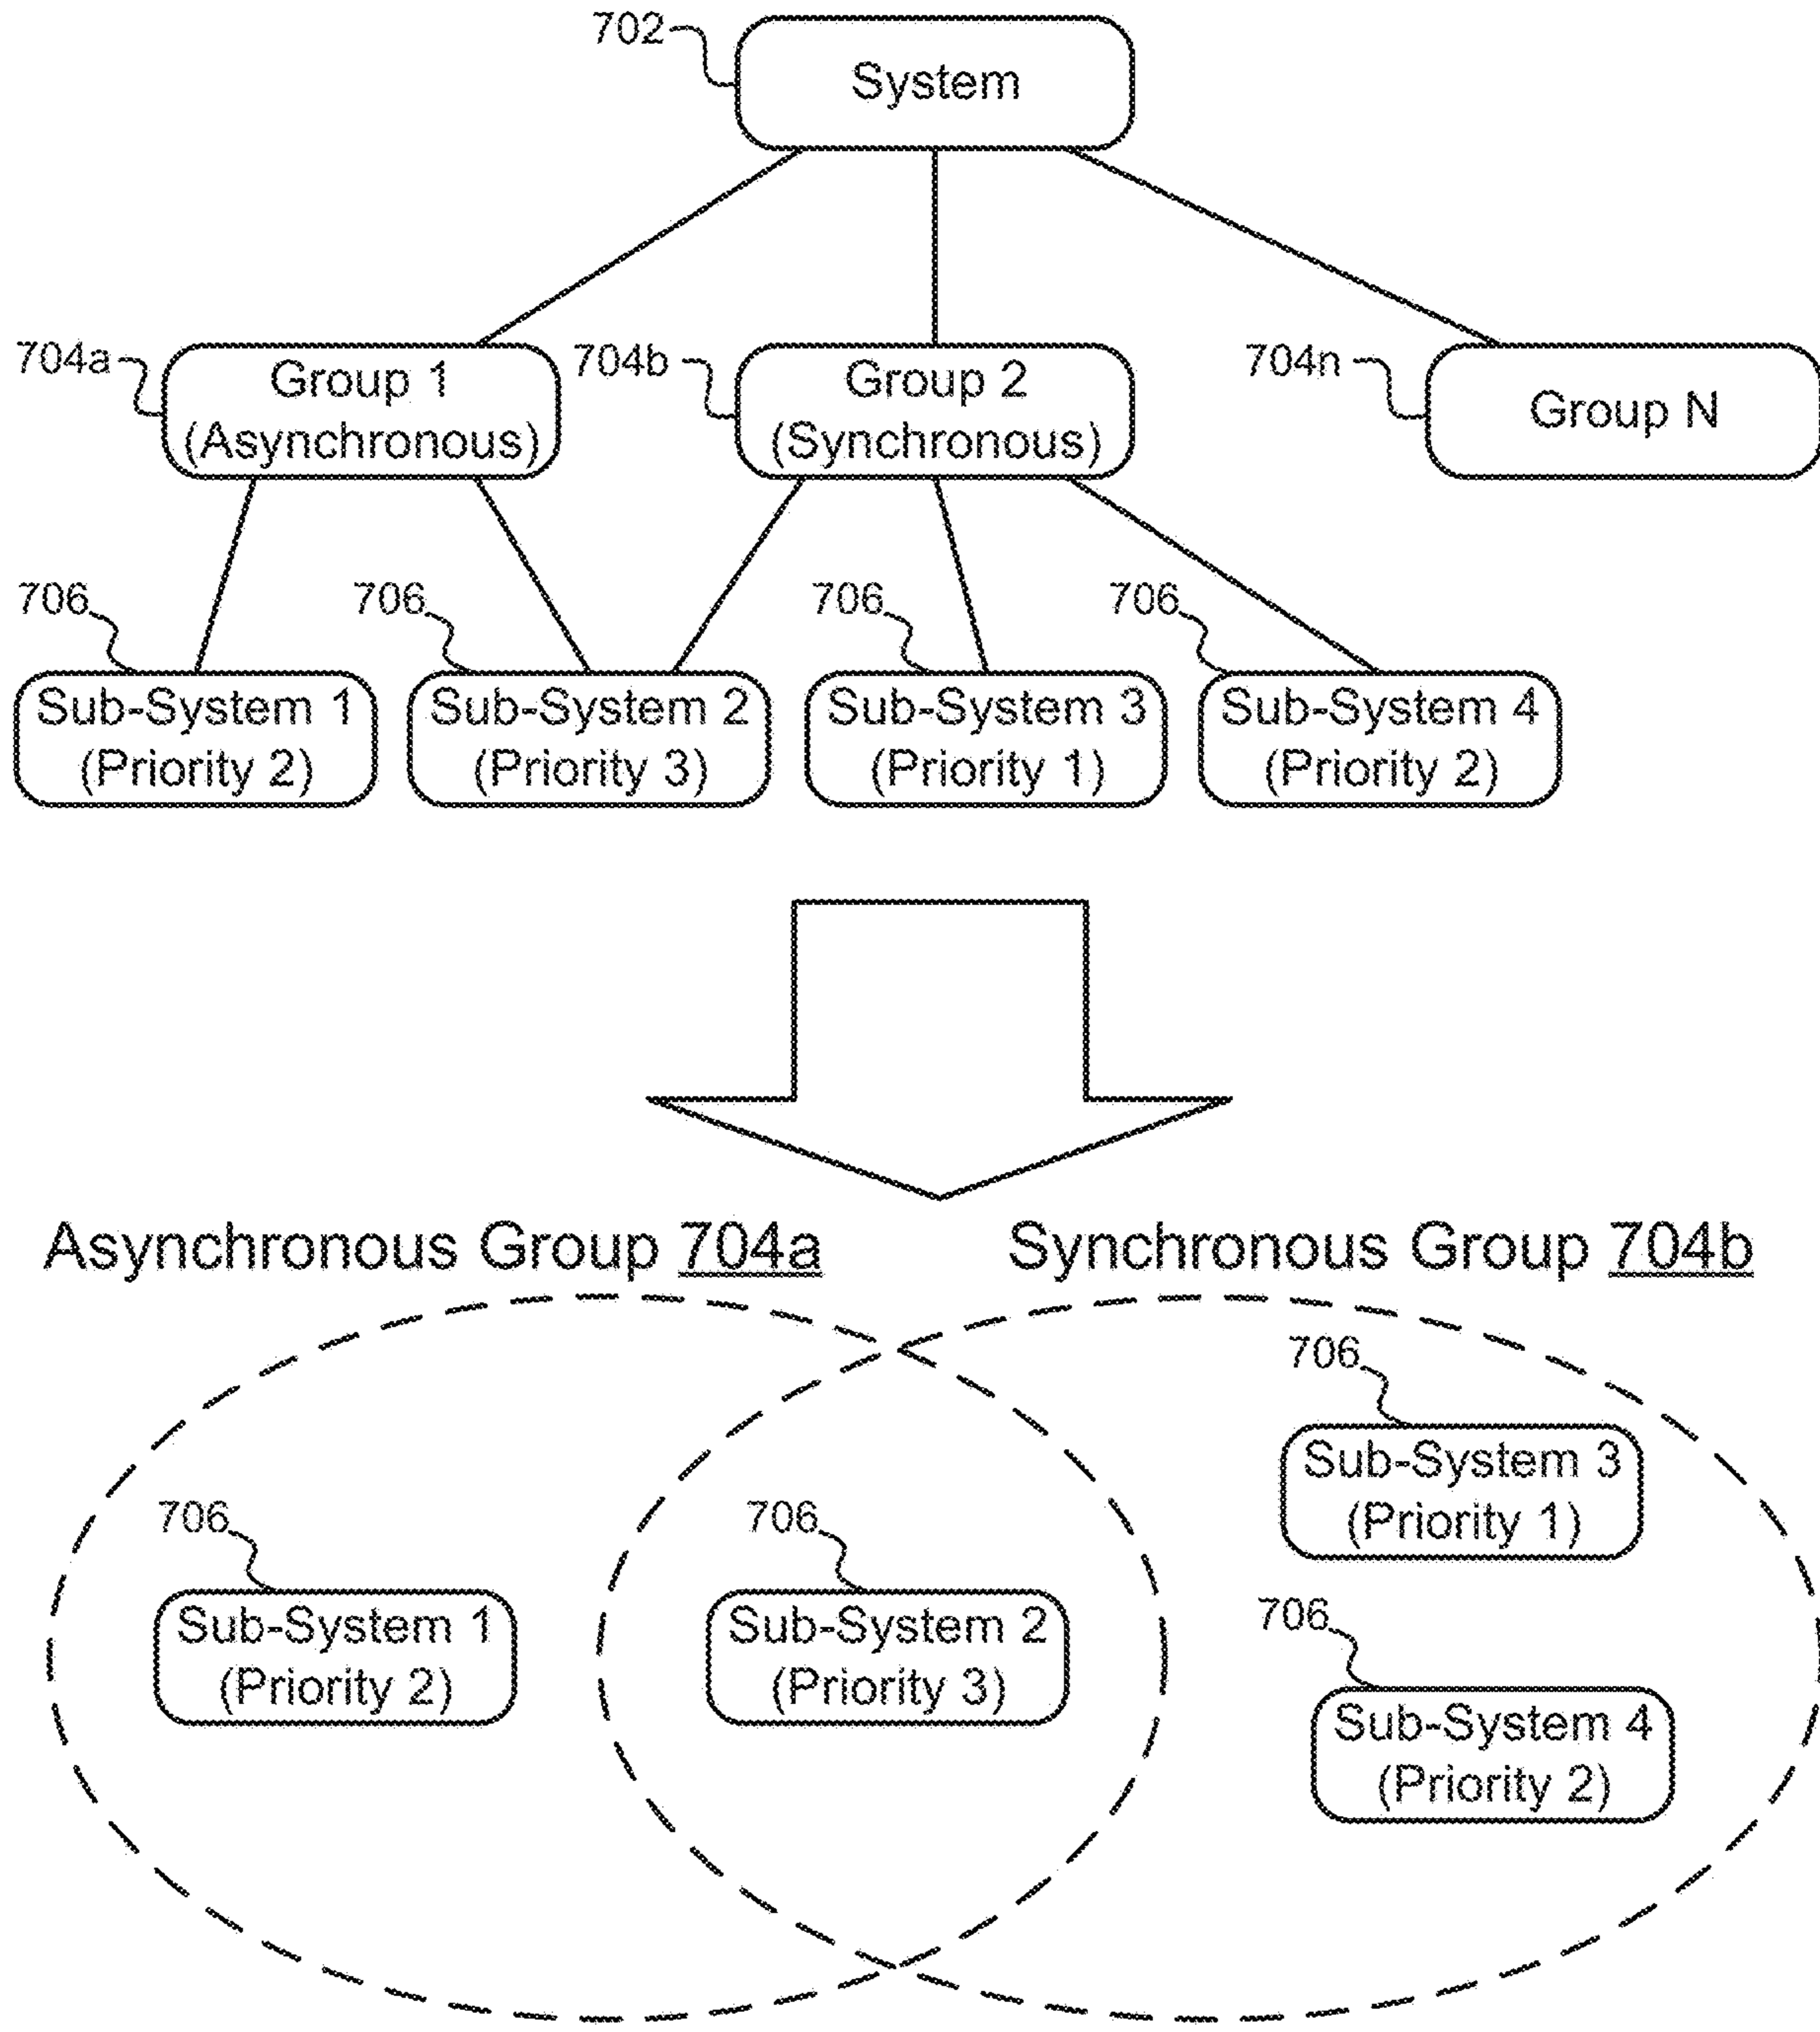 702
System
704a
Group 1
(Asynchronous)
704b
Group 2
(Synchronous)
704n
Group N
706
Sub-System 1
(Priority 2)
706
Sub-System 2
(Priority 3)
706
Sub-System 3
(Priority 1)
706
Sub-System 4
(Priority 2)
Asynchronous Group 704a
Synchronous Group 704b
706
Sub-System 1
(Priority 2)
706
Sub-System 2
(Priority 3)
706
Sub-System 3
(Priority 1)
706
Sub-System 4
(Priority 2)